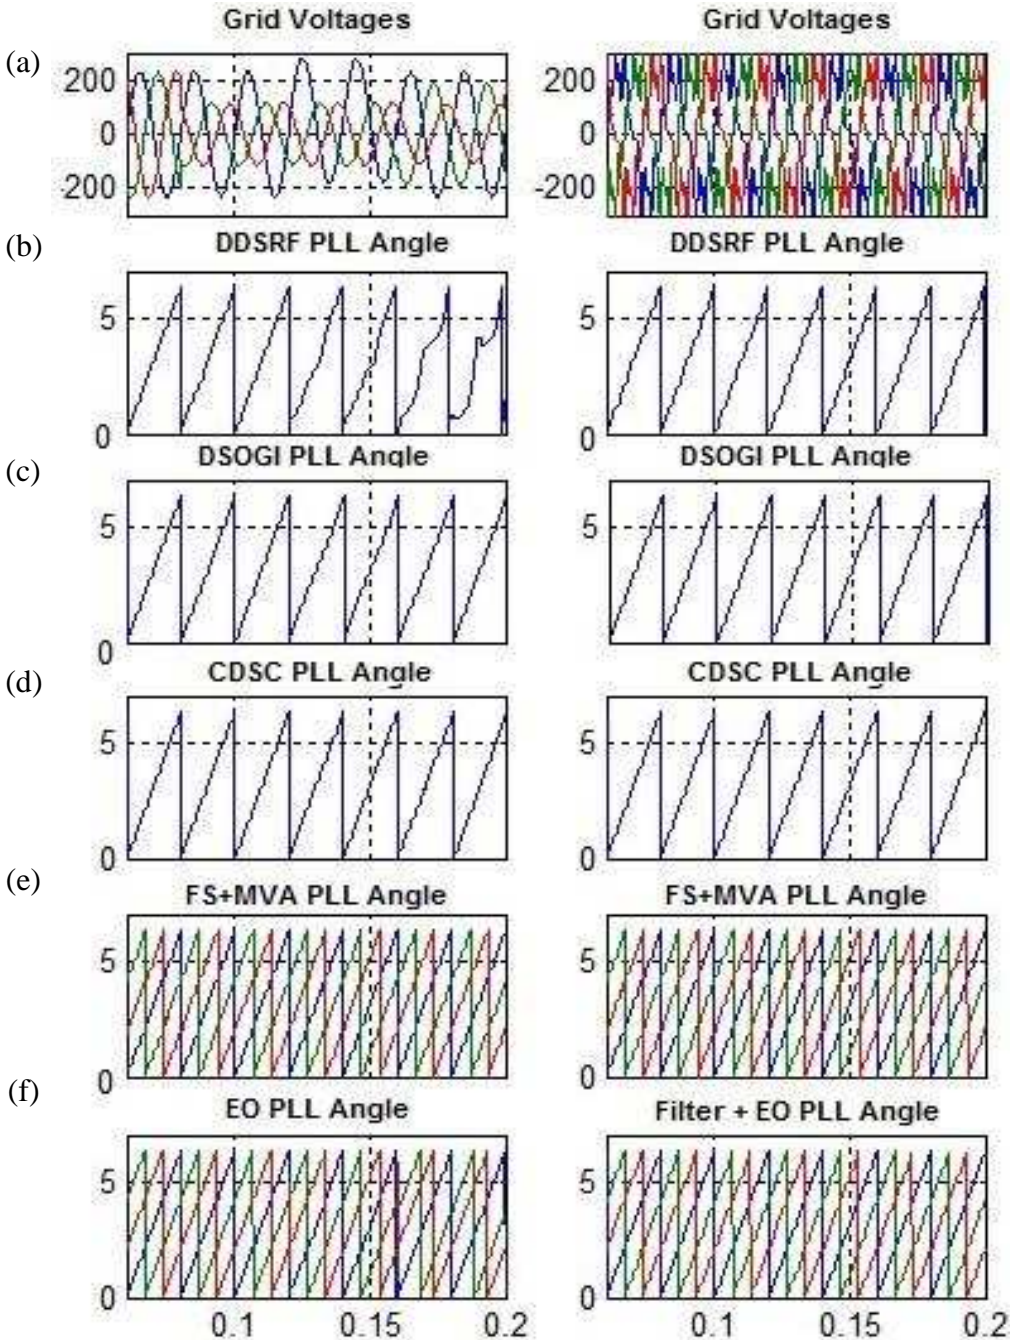 Grid Voltages Grid Voltages
(a)
200 200
0 0
-200 -200
(b) DDSRF PLL Angle DDSRF PLL Angle
5 5
0 0
(c) DSOGI PLL Angle DSOGI PLL Angle
5 5
0 0
(d) CDSC PLL Angle CDSC PLL Angle
5 5
0 0
(e) FS+MVA PLL Angle FS+MVA PLL Angle
5 5
0 0
(f) EO PLL Angle Filter + EO PLL Angle
5 5
0 0
0.1 0.15 0.2 0.1 0.15 0.2